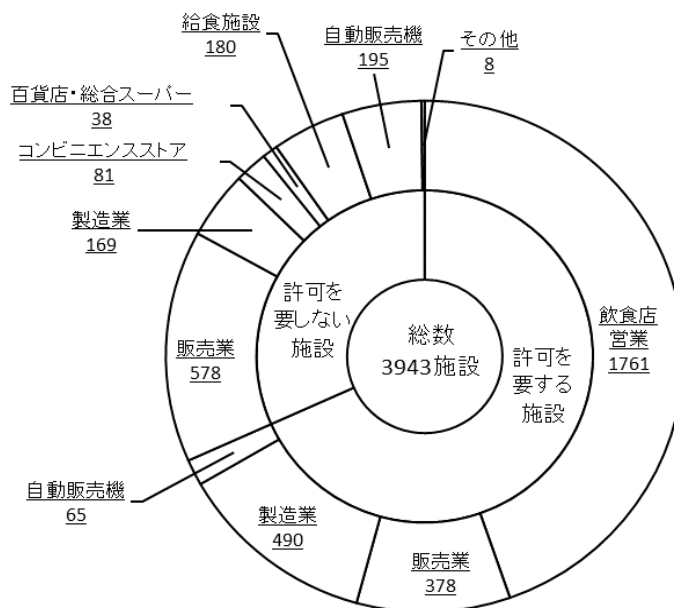 給食施設
180
自動販売機
195
その他
8
百貨店・総合スーパー
38
コンビニエンスストア
81
製造業
169
許可を
要しない
施設
総数
3943施設
許可を
要する
施設
飲食店
営業
1761
販売業
578
自動販売機
65
製造業
490
販売業
378